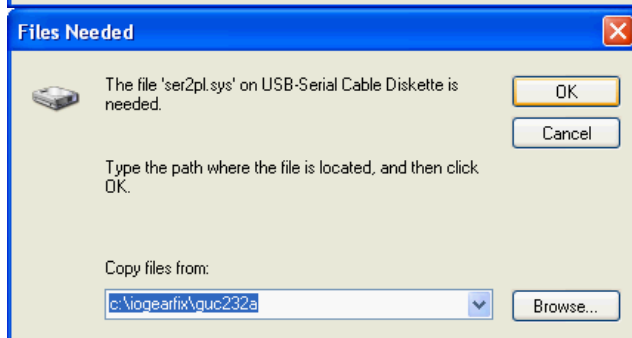 Files Needed
The file 'ser2pl.sys' on USB-Serial Cable Diskette is
needed.
OK
Cancel
Type the path where the file is located, and then click
OK.
Copy files from:
c:\iogearfix\guc232a
Browse...